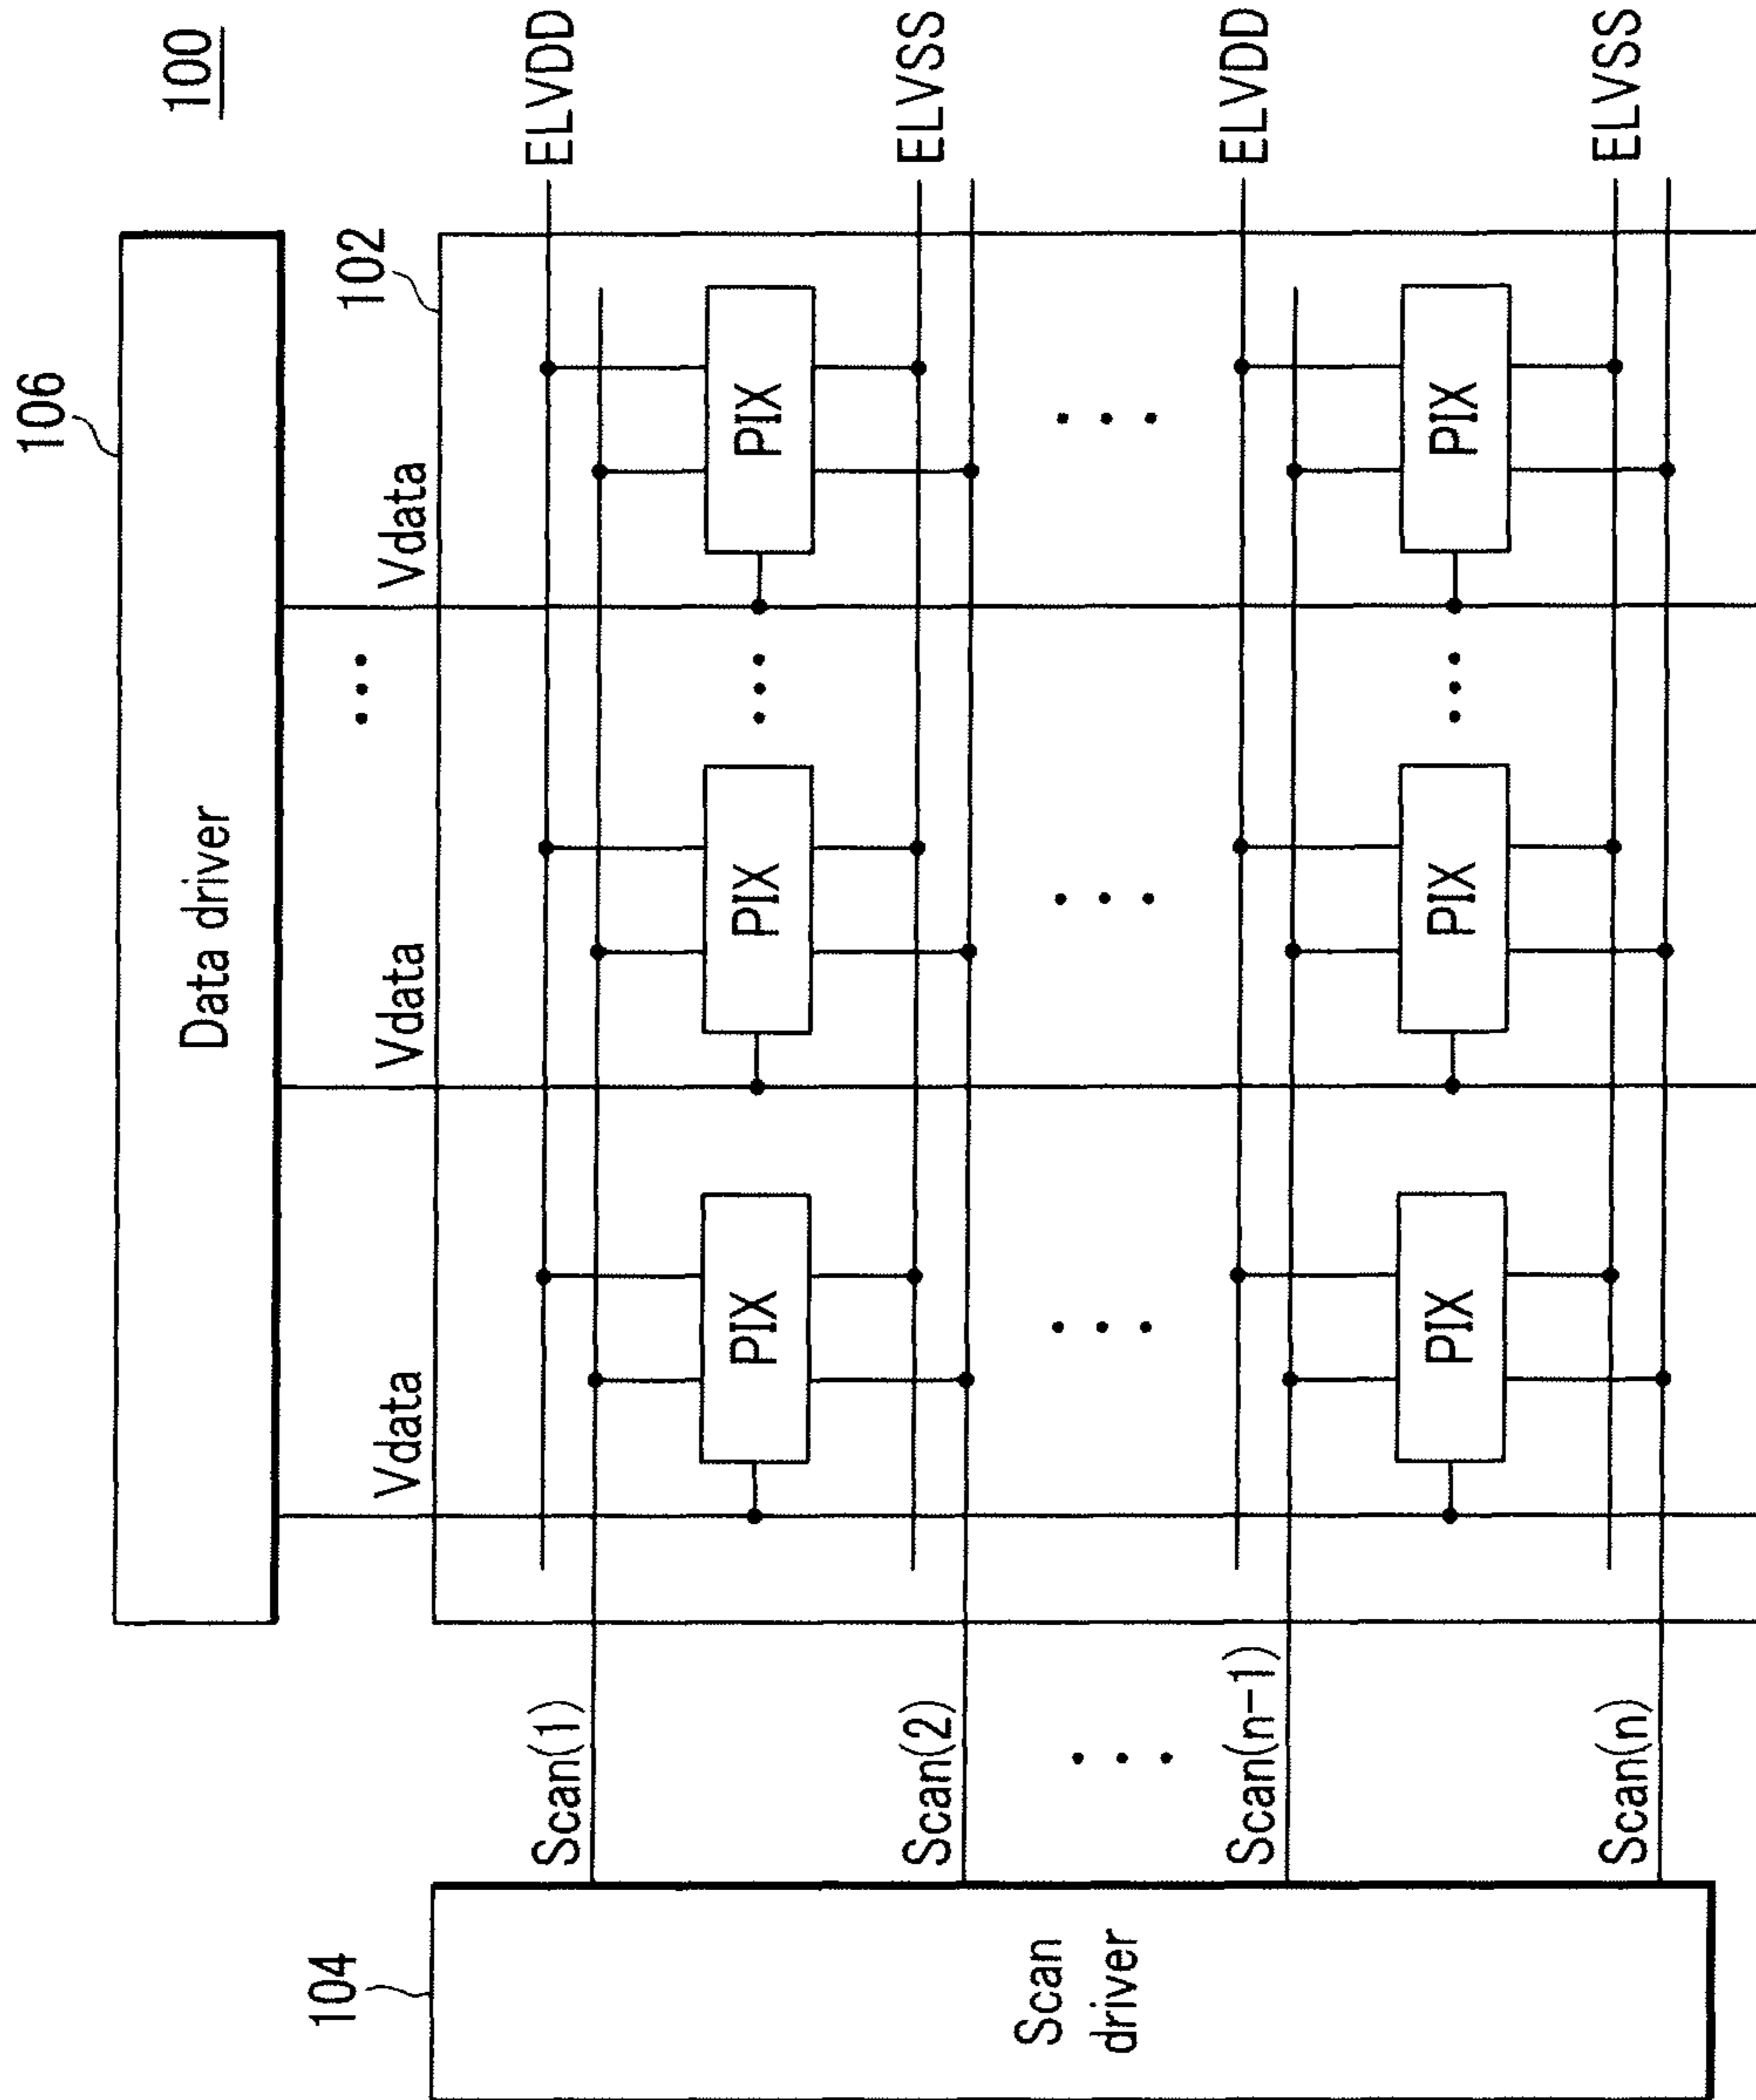 100
106
Data driver
102
Vdata
Vdata
Vdata
ELVDD
Scan(1)
PIX
PIX
PIX
ELVSS
Scan(2)
ELVDD
Scan(n-1)
PIX
PIX
PIX
ELVSS
Scan(n)
104
Scan
driver